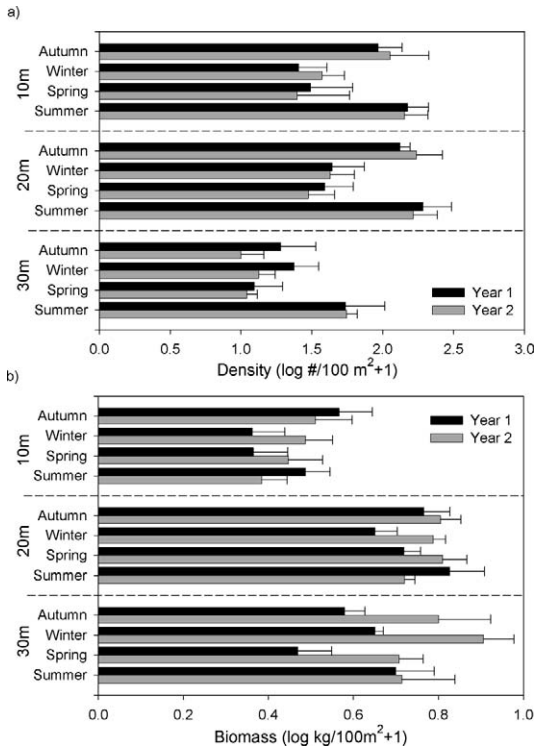 a)
10m
Autumn
Winter
Spring
Summer
20m
Autumn
Winter
Spring
Summer
30m
Autumn
Winter
Spring
Summer
Year 1
Year 2
0.0 0.5 1.0 1.5 2.0 2.5 3.0
Density (log #/100 m²+1)
b)
10m
Autumn
Winter
Spring
Summer
Year 1
Year 2
20m
Autumn
Winter
Spring
Summer
30m
Autumn
Winter
Spring
Summer
0.0 0.2 0.4 0.6 0.8 1.0
Biomass (log kg/100m²+1)